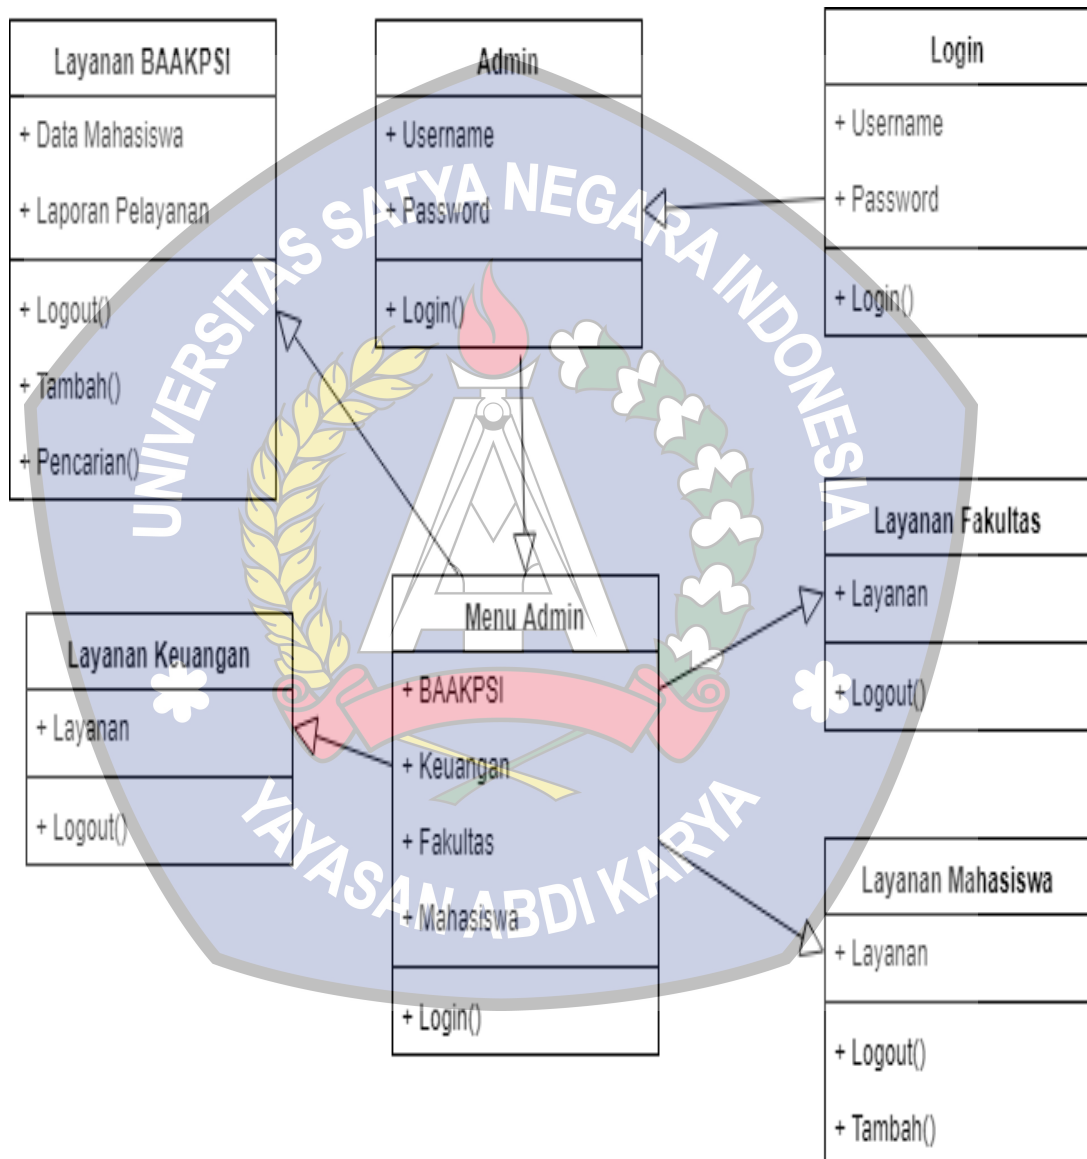 Layanan BAAKPSI
+ Data Mahasiswa
+ Laporan Pelayanan
+ Logout()
+ Tambah()
+ Pencarian()
Admin
+ Username
+ Password
+ Login()
Login
+ Username
+ Password
+ Login()
UNIVERSITAS SATYA NEGARA INDONESIA
Layanan Fakultas
+ Layanan
+ Logout()
Menu Admin
+ BAAKPSI
+ Keuangan
+ Fakultas
+ Mahasiswa
+ Login()
Layanan Keuangan
+ Layanan
+ Logout()
YAYASAN ABDI KARYA
Layanan Mahasiswa
+ Layanan
+ Logout()
+ Tambah()